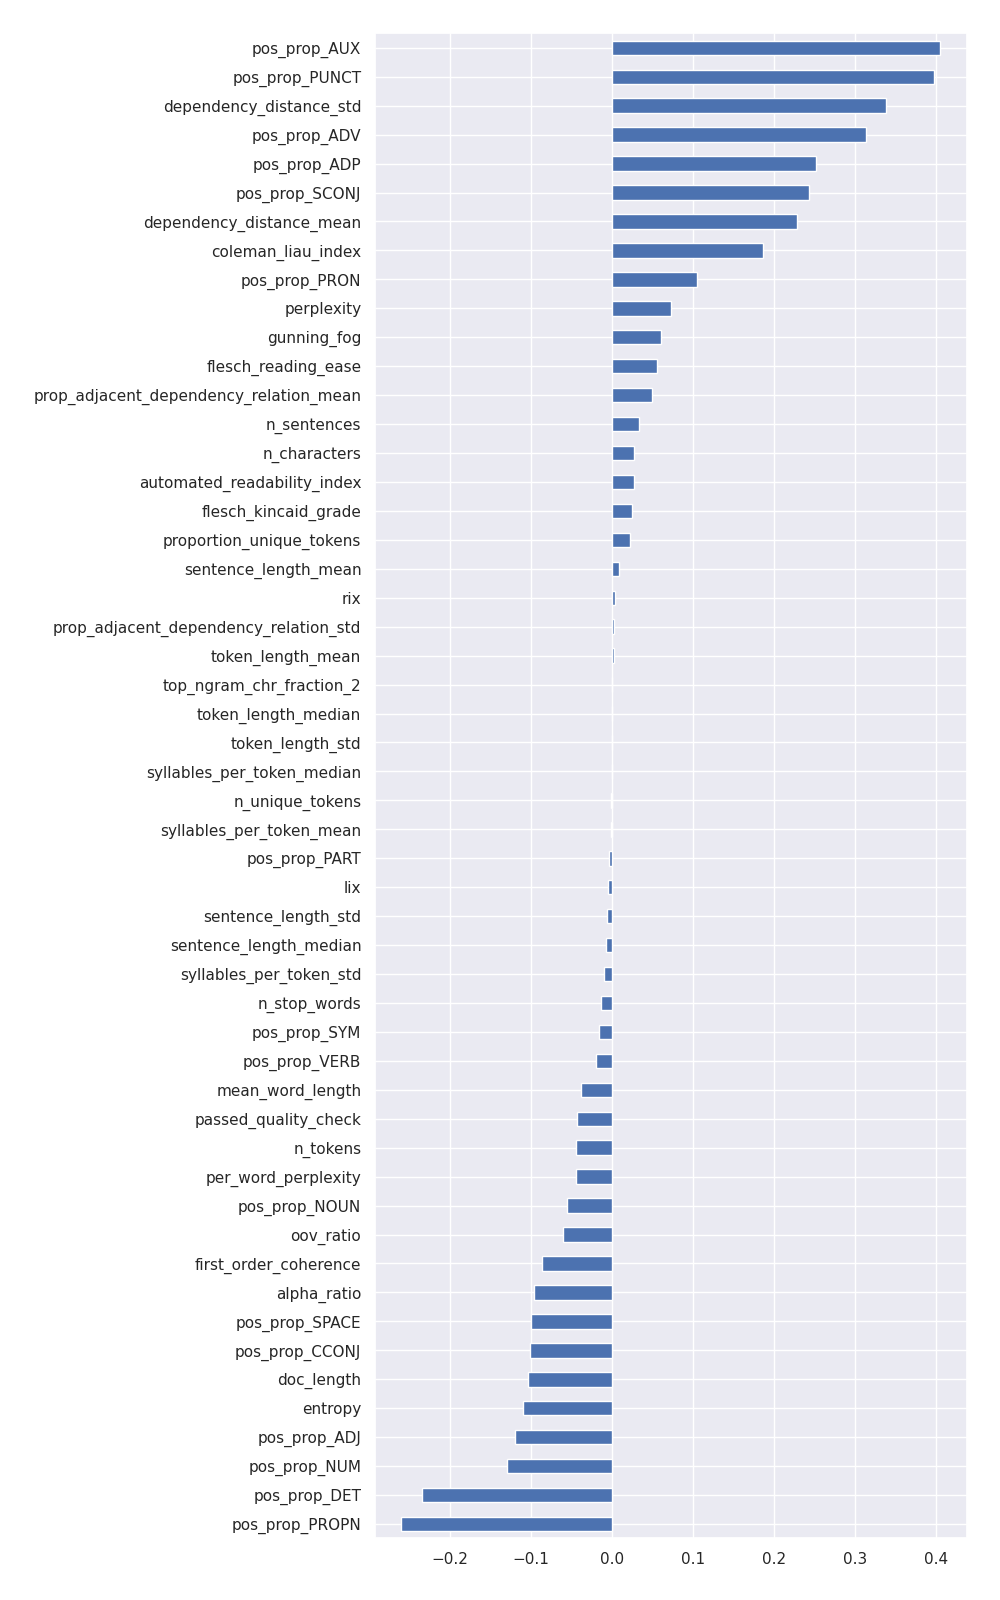 pos_prop_AUX
pos_prop_PUNCT
dependency_distance_std
pos_prop_ADV
pos_prop_ADP
pos_prop_SCONJ
dependency_distance_mean
coleman_liau_index
pos_prop_PRON
perplexity
gunning_fog
flesch_reading_ease
prop_adjacent_dependency_relation_mean
n_sentences
n_characters
automated_readability_index
flesch_kincaid_grade
proportion_unique_tokens
sentence_length_mean
rix
prop_adjacent_dependency_relation_std
token_length_mean
top_ngram_chr_fraction_2
token_length_median
token_length_std
syllables_per_token_median
n_unique_tokens
syllables_per_token_mean
pos_prop_PART
lix
sentence_length_std
sentence_length_median
syllables_per_token_std
n_stop_words
pos_prop_SYM
pos_prop_VERB
mean_word_length
passed_quality_check
n_tokens
per_word_perplexity
pos_prop_NOUN
oov_ratio
first_order_coherence
alpha_ratio
pos_prop_SPACE
pos_prop_CCONJ
doc_length
entropy
pos_prop_ADJ
pos_prop_NUM
pos_prop_DET
pos_prop_PROPN
−0.2 −0.1 0.0 0.1 0.2 0.3 0.4